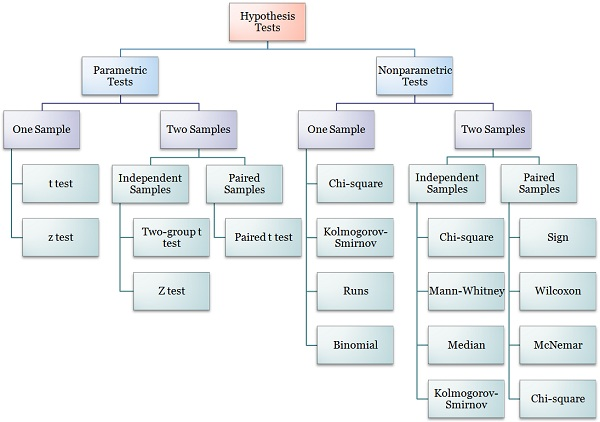 Hypothesis
Tests
Parametric
Tests
Nonparametric
Tests
One Sample
Two Samples
One Sample
Two Samples
t test
z test
Independent
Samples
Two-group t
test
Z test
Paired
Samples
Paired t test
Chi-square
Kolmogorov-
Smirnov
Runs
Binomial
Independent
Samples
Chi-square
Mann-Whitney
Median
Kolmogorov-
Smirnov
Paired
Samples
Sign
Wilcoxon
McNemar
Chi-square